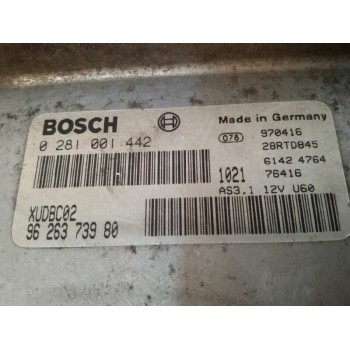 BOSCH
Made in Germany
0 281 001 442
078
970416
28RTD845
6142 4764
1021
76416
AS3.1 12V U60
XUDBC02
96 263 739 80